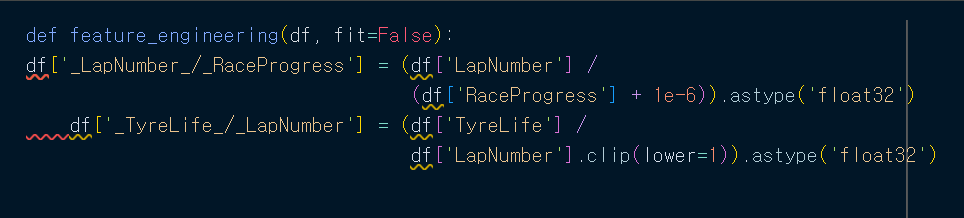 def feature_engineering(df, fit=False):
df['_LapNumber_/_RaceProgress'] = (df['LapNumber'] /
                                   (df['RaceProgress'] + 1e-6)).astype('float32')
    df['_TyreLife_/_LapNumber'] = (df['TyreLife'] /
                                   df['LapNumber'].clip(lower=1)).astype('float32')